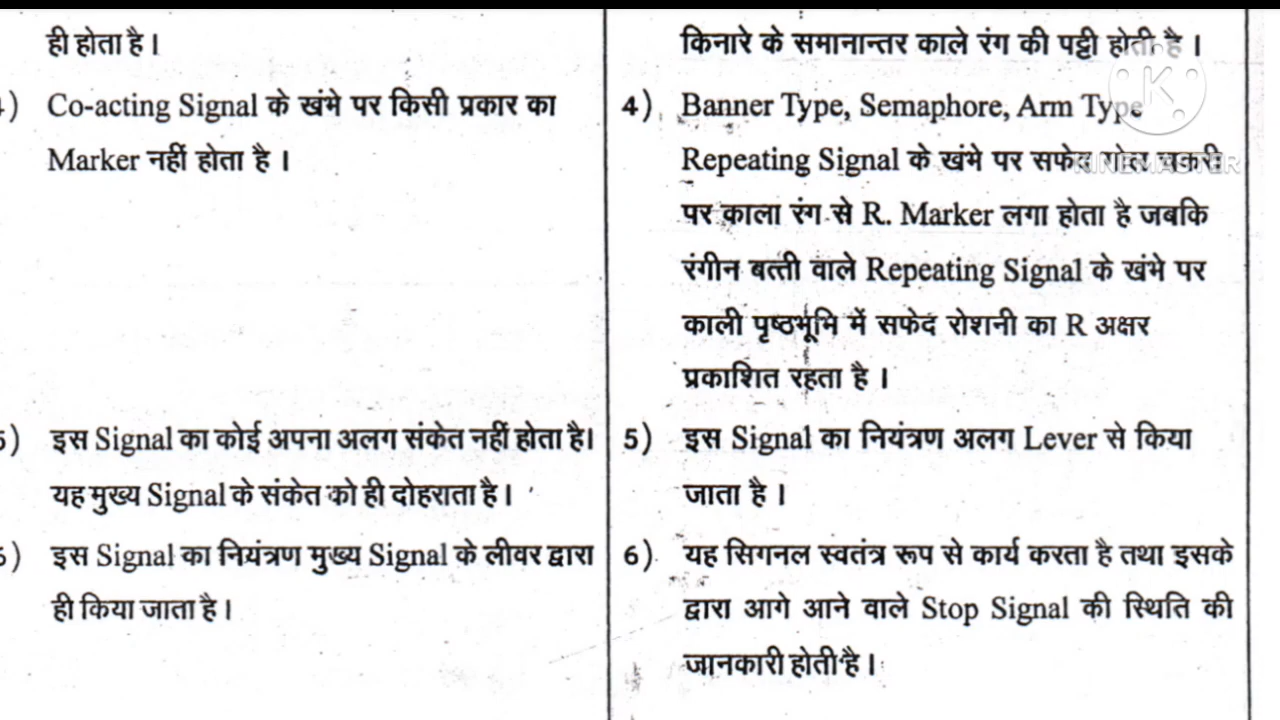 ही होता है ।
) Co-acting Signal के खंभे पर किसी प्रकार का
Marker नहीं होता है ।
) इस Signal का कोई अपना अलग संकेत नहीं होता है।
यह मुख्य Signal के संकेत को ही दोहराता है ।
) इस Signal का नियंत्रण मुख्य Signal के लीवर द्वारा
ही किया जाता है ।
किनारे के समानान्तर काले रंग की पट्टी होती है ।
4) Banner Type, Semaphore, Arm Type
Repeating Signal के खंभे पर सफेद गोल चकरी
पर काला रंग से R. Marker लगा होता है जबकि
रंगीन बत्ती वाले Repeating Signal के खंभे पर
काली पृष्ठभूमि में सफेद रोशनी का R अक्षर
प्रकाशित रहता है ।
5) इस Signal का नियंत्रण अलग Lever से किया
जाता है ।
6) यह सिगनल स्वतंत्र रूप से कार्य करता है तथा इसके
द्वारा आगे आने वाले Stop Signal की स्थिति की
जानकारी होती है ।
K
KINEMASTER